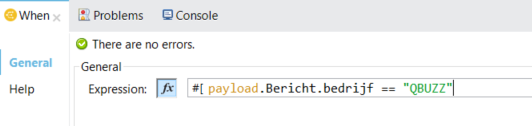 When Problems Console
There are no errors.
General
General
Help
Expression: fx #[ payload.Bericht.bedrijf == "QBUZZ"